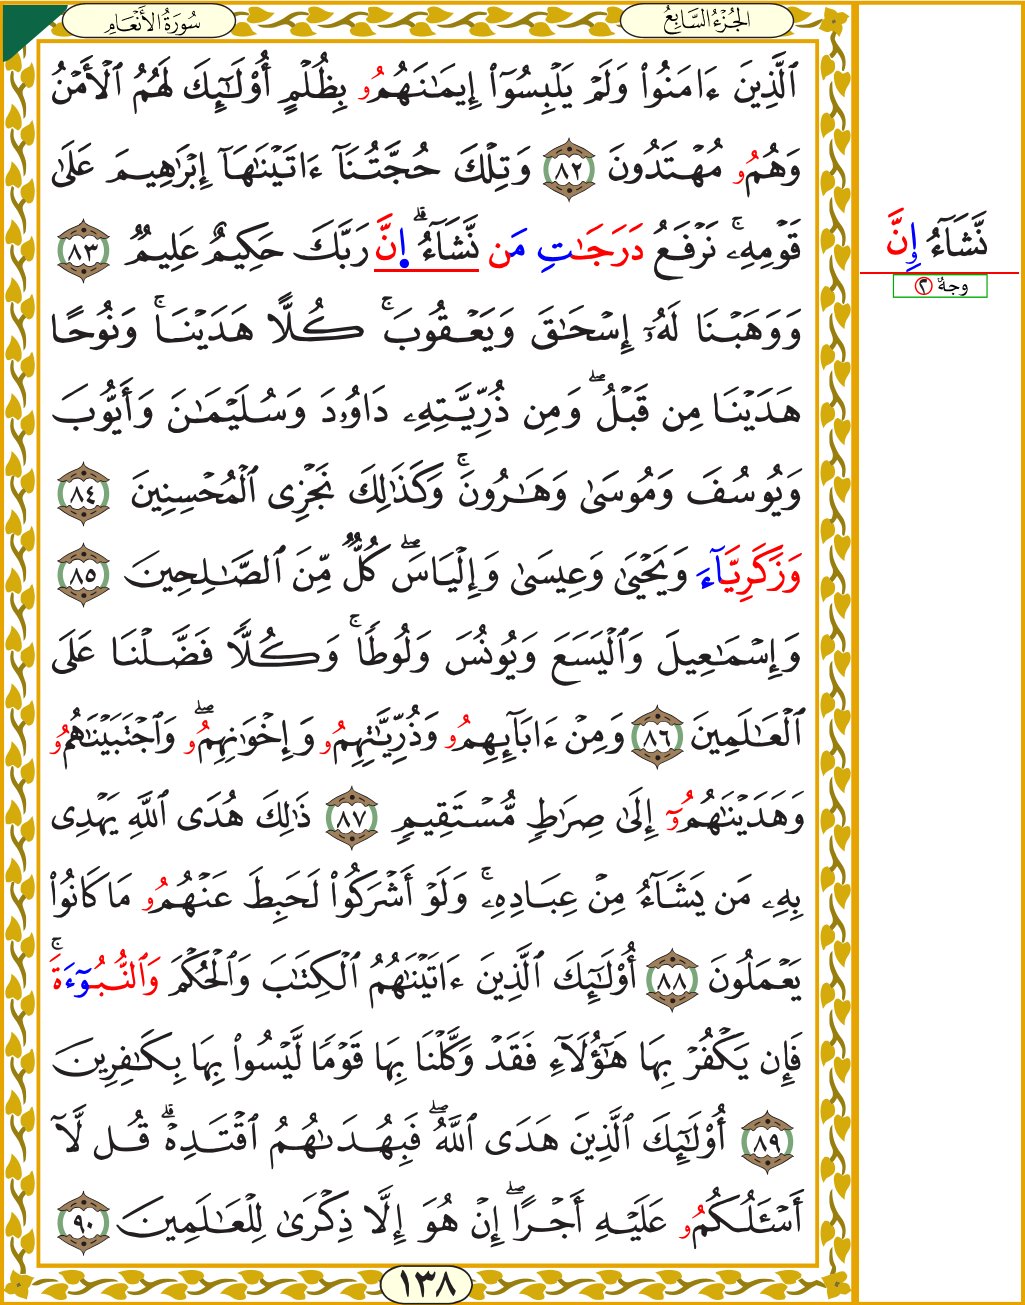 سُورَةُ الأَنْعَامِ
الجُزْءُ السَّابِعُ
ٱلَّذِينَ ءَامَنُواْ وَلَمْ يَلْبِسُوٓاْ إِيمَـٰنَهُمُۥ بِظُلْمٍ أُوْلَـٰٓئِكَ لَهُمُ ٱلْأَمْنُ
وَهُمُۥ مُهْتَدُونَ ٨٢ وَتِلْكَ حُجَّتُنَآ ءَاتَيْنَـٰهَآ إِبْرَٰهِيمَ عَلَىٰ
قَوْمِهِۦۚ نَرْفَعُ دَرَجَـٰتِ مَن نَّشَآءُۗ اِنَّ رَبَّكَ حَكِيمٌ عَلِيمٌ ٨٣
نَّشَآءُ وِنَّ
وجهٌ ٢
وَوَهَبْنَا لَهُۥٓ إِسْحَـٰقَ وَيَعْقُوبَۚ كُلًّا هَدَيْنَاۚ وَنُوحًا
هَدَيْنَا مِن قَبْلُۖ وَمِن ذُرِّيَّتِهِۦ دَاوُۥدَ وَسُلَيْمَـٰنَ وَأَيُّوبَ
وَيُوسُفَ وَمُوسَىٰ وَهَـٰرُونَۚ وَكَذَٰلِكَ نَجْزِى ٱلْمُحْسِنِينَ ٨٤
وَزَكَرِيَّآءَ وَيَحْيَىٰ وَعِيسَىٰ وَإِلْيَاسَۖ كُلٌّ مِّنَ ٱلصَّـٰلِحِينَ ٨٥
وَإِسْمَـٰعِيلَ وَٱلْيَسَعَ وَيُونُسَ وَلُوطًاۚ وَكُلًّا فَضَّلْنَا عَلَى
ٱلْعَـٰلَمِينَ ٨٦ وَمِنْ ءَابَآئِهِمُۥ وَذُرِّيَّـٰتِهِمُۥ وَإِخْوَٰنِهِمُۥۖ وَٱجْتَبَيْنَـٰهُمُۥ
وَهَدَيْنَـٰهُمُۥٓ إِلَىٰ صِرَٰطٍ مُّسْتَقِيمٍ ٨٧ ذَٰلِكَ هُدَى ٱللَّهِ يَهْدِى
بِهِۦ مَن يَشَآءُ مِنْ عِبَادِهِۦۚ وَلَوْ أَشْرَكُواْ لَحَبِطَ عَنْهُمُۥ مَا كَانُواْ
يَعْمَلُونَ ٨٨ أُوْلَـٰٓئِكَ ٱلَّذِينَ ءَاتَيْنَـٰهُمُ ٱلْكِتَـٰبَ وَٱلْحُكْمَ وَٱلنُّبُوٓءَةَۚ
فَإِن يَكْفُرْ بِهَا هَـٰٓؤُلَآءِ فَقَدْ وَكَّلْنَا بِهَا قَوْمًا لَّيْسُواْ بِهَا بِكَـٰفِرِينَ
٨٩ أُوْلَـٰٓئِكَ ٱلَّذِينَ هَدَى ٱللَّهُۖ فَبِهُدَىٰهُمُ ٱقْتَدِهْۗ قُل لَّآ
أَسْـَٔلُكُمُۥ عَلَيْهِ أَجْرًاۖ إِنْ هُوَ إِلَّا ذِكْرَىٰ لِلْعَـٰلَمِينَ ٩٠
١٣٨